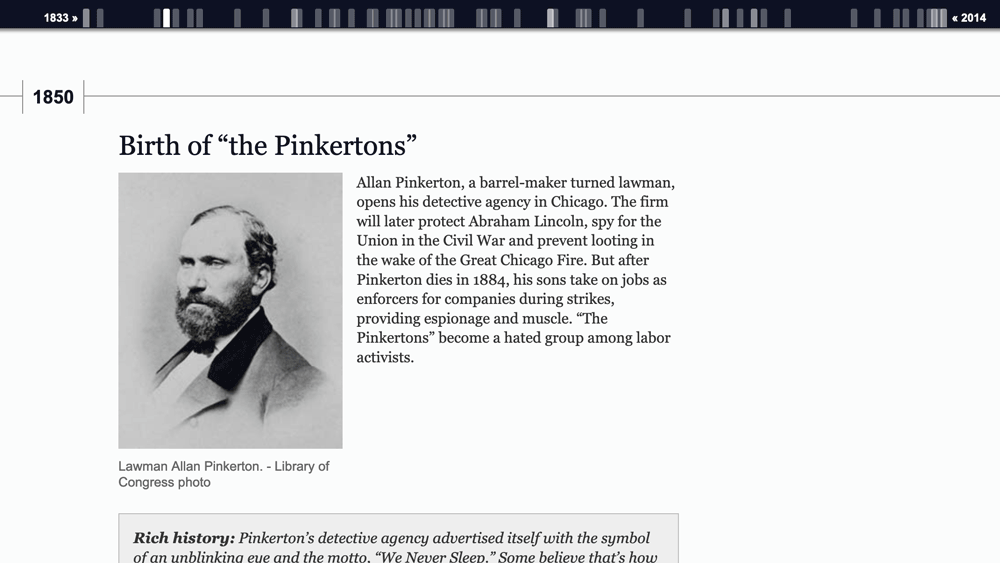 1833 »
« 2014
1850
Birth of “the Pinkertons”
Allan Pinkerton, a barrel-maker turned lawman,
opens his detective agency in Chicago. The firm
will later protect Abraham Lincoln, spy for the
Union in the Civil War and prevent looting in
the wake of the Great Chicago Fire. But after
Pinkerton dies in 1884, his sons take on jobs as
enforcers for companies during strikes,
providing espionage and muscle. “The
Pinkertons” become a hated group among labor
activists.
Lawman Allan Pinkerton. - Library of
Congress photo
Rich history: Pinkerton’s detective agency advertised itself with the symbol
of an unblinking eye and the motto, “We Never Sleep.” Some believe that’s how